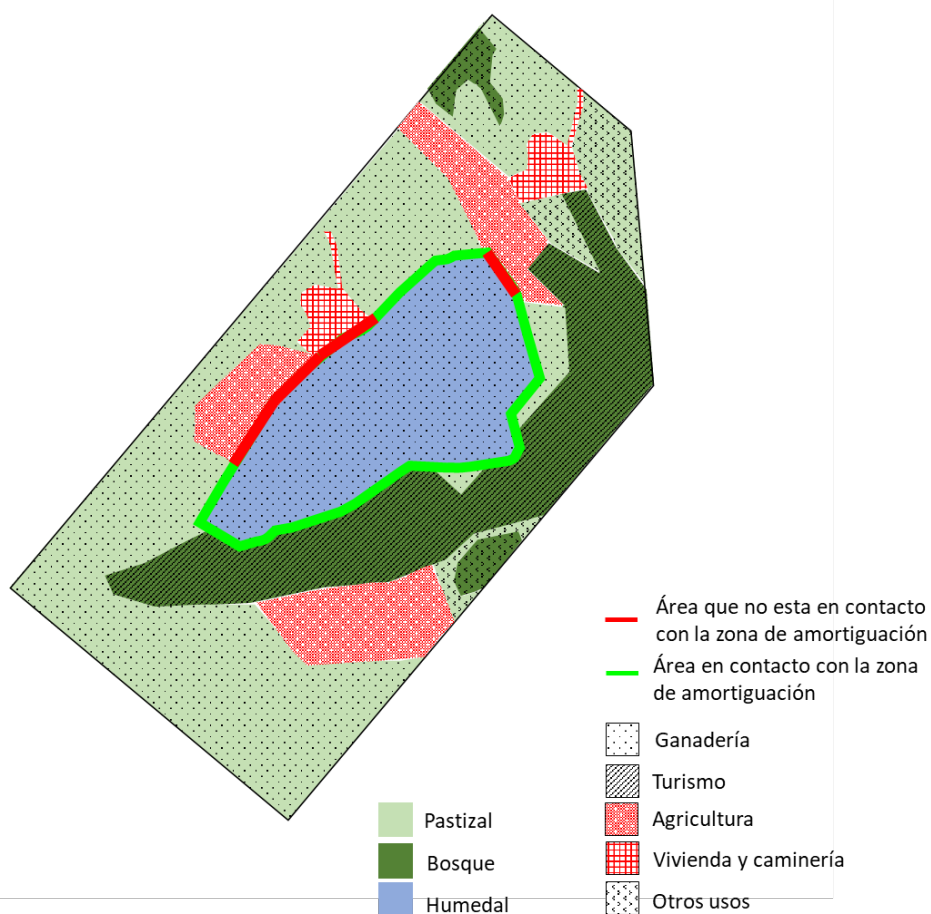 Área que no esta en contacto
con la zona de amortiguación
Área en contacto con la zona
de amortiguación
Ganadería
Turismo
Agricultura
Vivienda y caminería
Otros usos
Pastizal
Bosque
Humedal